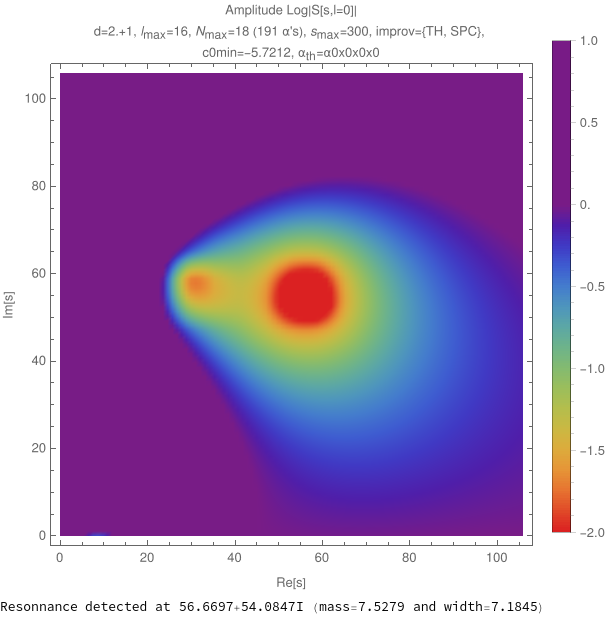 Amplitude Log|S[s,l=0]|
d=2.+1, lmax=16, Nmax=18 (191 α's), smax=300, improv={TH, SPC},
c0min=−5.7212, αth=α0x0x0x0
1.0
0.5
0.
−0.5
−1.0
−1.5
−2.0
100
80
60
40
20
0
Im[s]
0 20 40 60 80 100
Re[s]
Resonnance detected at 56.6697+54.0847I (mass=7.5279 and width=7.1845)